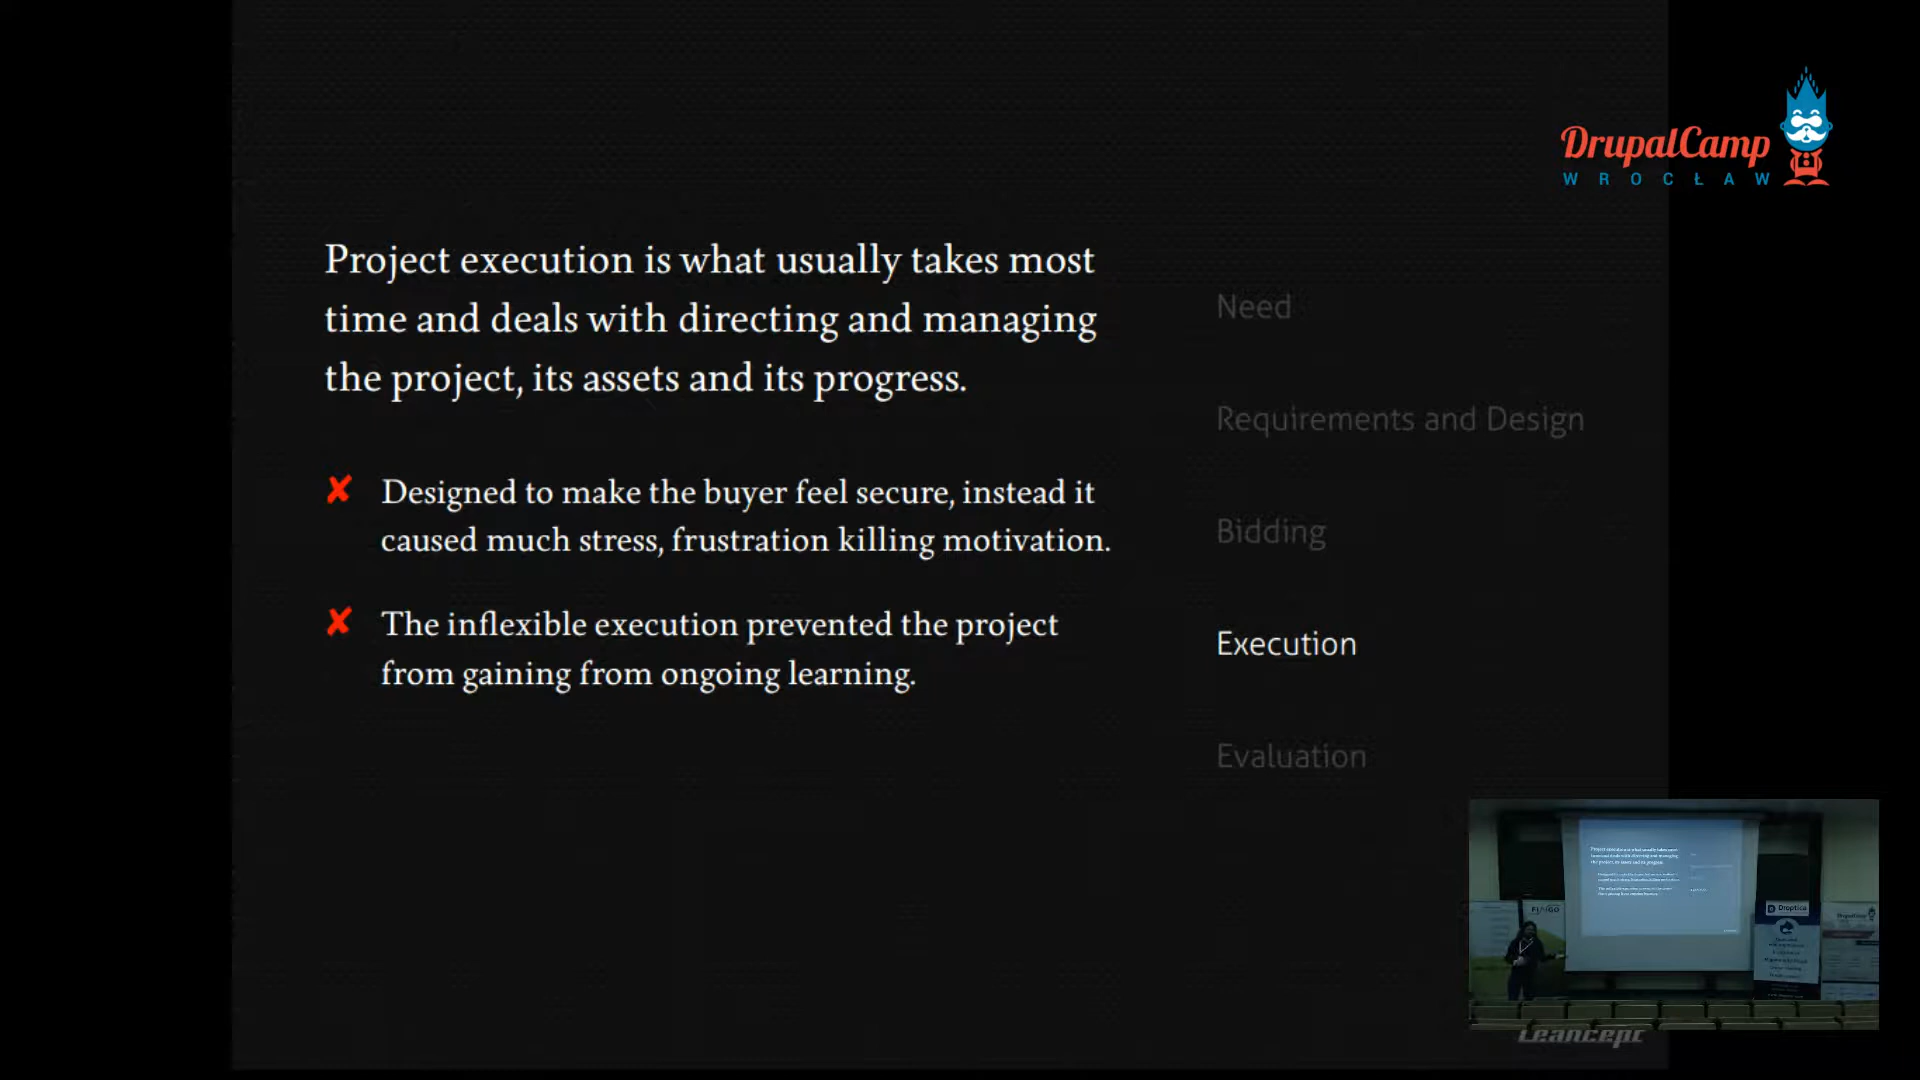 DrupalCamp
WROCŁAW
Project execution is what usually takes most
time and deals with directing and managing
the project, its assets and its progress.
✘ Designed to make the buyer feel secure, instead it
caused much stress, frustration killing motivation.
✘ The inflexible execution prevented the project
from gaining from ongoing learning.
Need
Requirements and Design
Bidding
Execution
Evaluation
Droptica
DrupalCamp